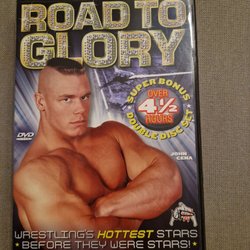 ROAD TO
GLORY
SUPER BONUS
OVER
4½
HOURS
DOUBLE DISC SET
DVD
JOHN
CENA
WRESTLING'S HOTTEST STARS
BEFORE THEY WERE STARS!